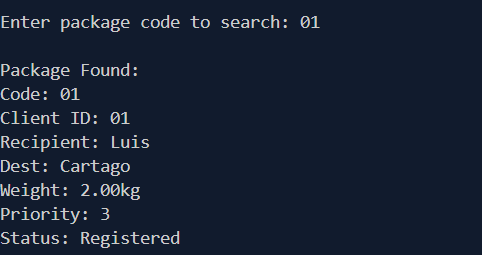 Enter package code to search: 01
Package Found:
Code: 01
Client ID: 01
Recipient: Luis
Dest: Cartago
Weight: 2.00kg
Priority: 3
Status: Registered